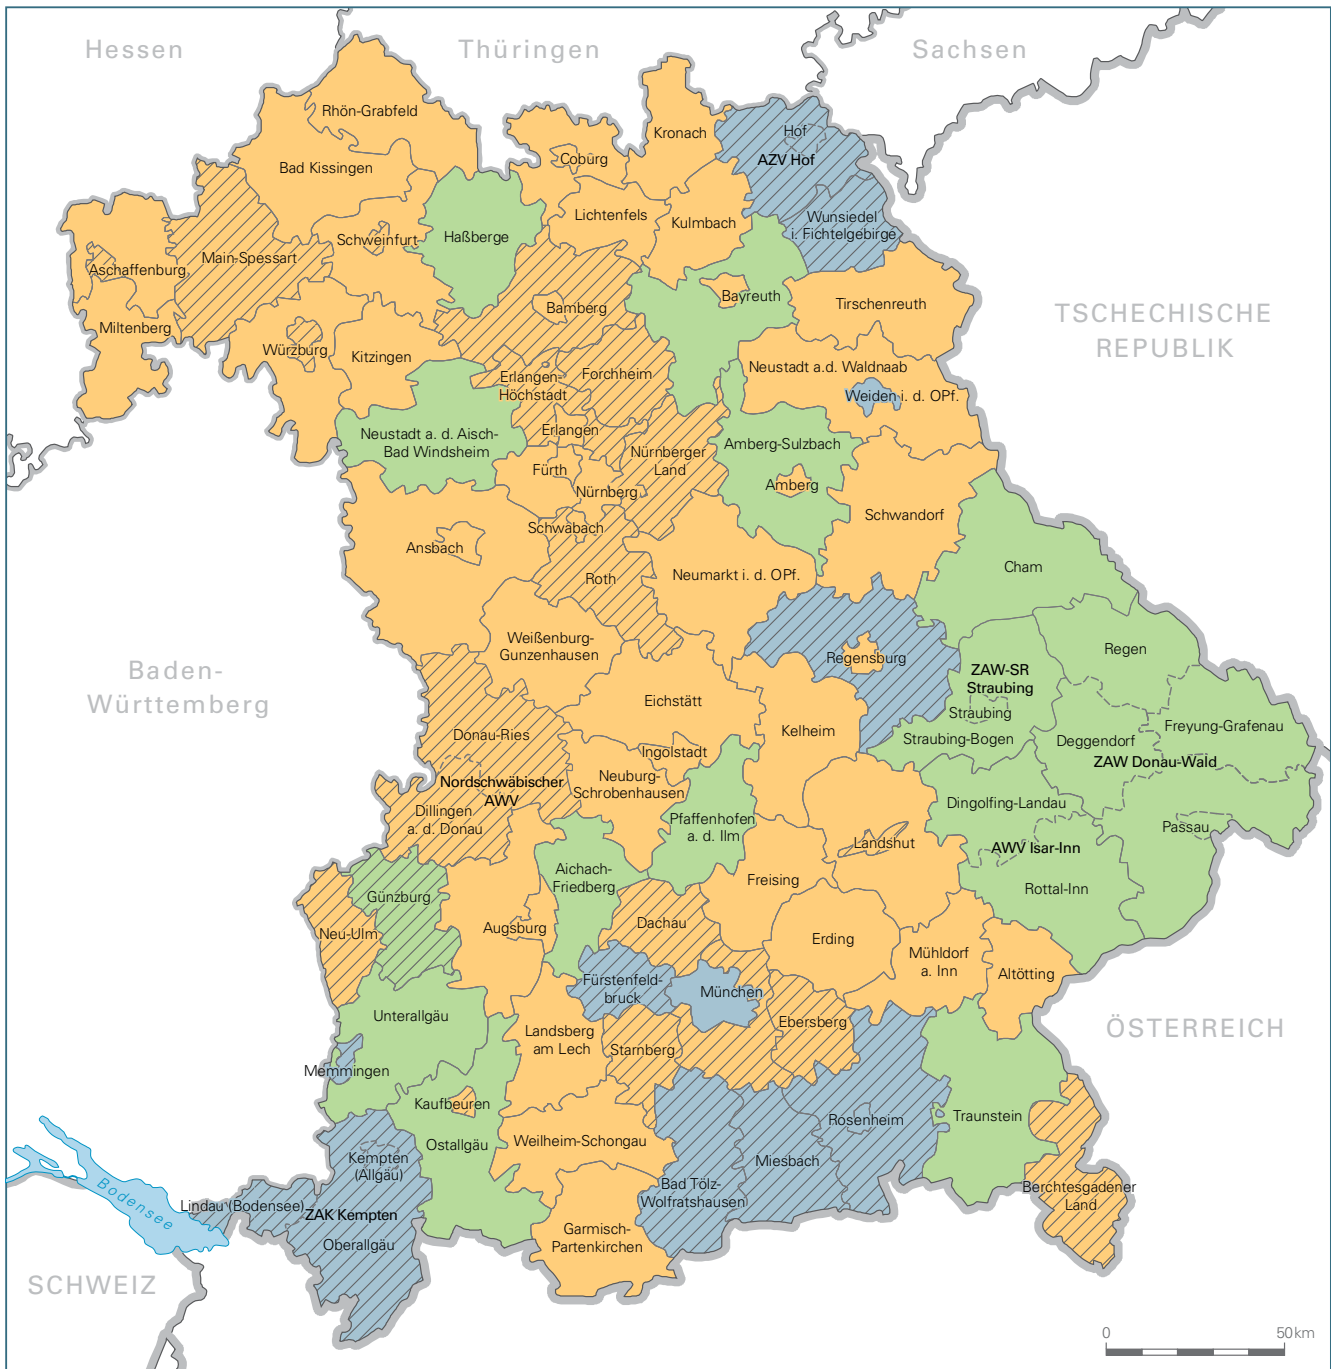 Hessen
Thüringen
Sachsen
Rhön-Grabfeld
Kronach
Hof
AZV Hof
Coburg
Bad Kissingen
Lichtenfels
Kulmbach
Wunsiedel
i. Fichtelgebirge
Schweinfurt
Haßberge
Main-Spessart
Aschaffenburg
Bayreuth
Tirschenreuth
Bamberg
TSCHECHISCHE
REPUBLIK
Miltenberg
Würzburg
Kitzingen
Neustadt a.d. Waldnaab
Erlangen-
Höchstadt
Forchheim
Weiden i. d. OPf.
Neustadt a. d. Aisch-
Bad Windsheim
Erlangen
Nürnberger
Land
Amberg-Sulzbach
Fürth
Nürnberg
Amberg
Schwandorf
Schwabach
Ansbach
Roth
Neumarkt i. d. OPf.
Cham
Weißenburg-
Gunzenhausen
Regensburg
Regen
Baden-
Württemberg
ZAW-SR
Straubing
Straubing
Eichstätt
Freyung-Grafenau
Donau-Ries
Kelheim
Straubing-Bogen
Deggendorf
ZAW Donau-Wald
Ingolstadt
Neuburg-
Schrobenhausen
Nordschwäbischer
AWV
Dillingen
a. d. Donau
Pfaffenhofen
a. d. Ilm
Dingolfing-Landau
Passau
Landshut
AWV Isar-Inn
Aichach-
Friedberg
Freising
Rottal-Inn
Günzburg
Neu-Ulm
Augsburg
Dachau
Erding
Mühldorf
a. Inn
Altötting
Fürstenfeld-
bruck
München
Unterallgäu
Ebersberg
ÖSTERREICH
Landsberg
am Lech
Starnberg
Memmingen
Kaufbeuren
Traunstein
Rosenheim
Ostallgäu
Weilheim-Schongau
Kempten
(Allgäu)
Miesbach
Bad Tölz-
Wolfratshausen
Berchtesgadener
Land
Bodensee
Lindau (Bodensee)
ZAK Kempten
Oberallgäu
Garmisch-
Partenkirchen
SCHWEIZ
0
50 km